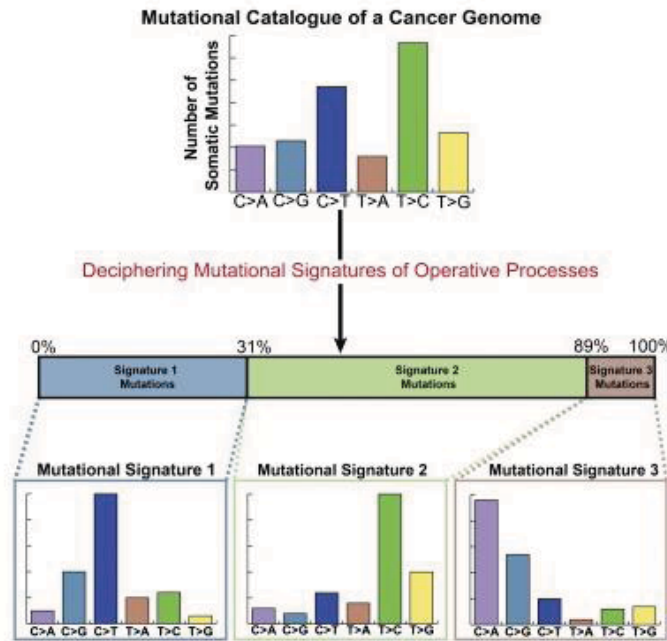 Mutational Catalogue of a Cancer Genome
Number of
Somatic Mutations
C>A C>G C>T T>A T>C T>G
Deciphering Mutational Signatures of Operative Processes
0% 31% 89% 100%
Signature 1
Mutations
Signature 2
Mutations
Signature 3
Mutations
Mutational Signature 1
C>A C>G C>T T>A T>C T>G
Mutational Signature 2
C>A C>G C>T T>A T>C T>G
Mutational Signature 3
C>A C>G C>T T>A T>C T>G